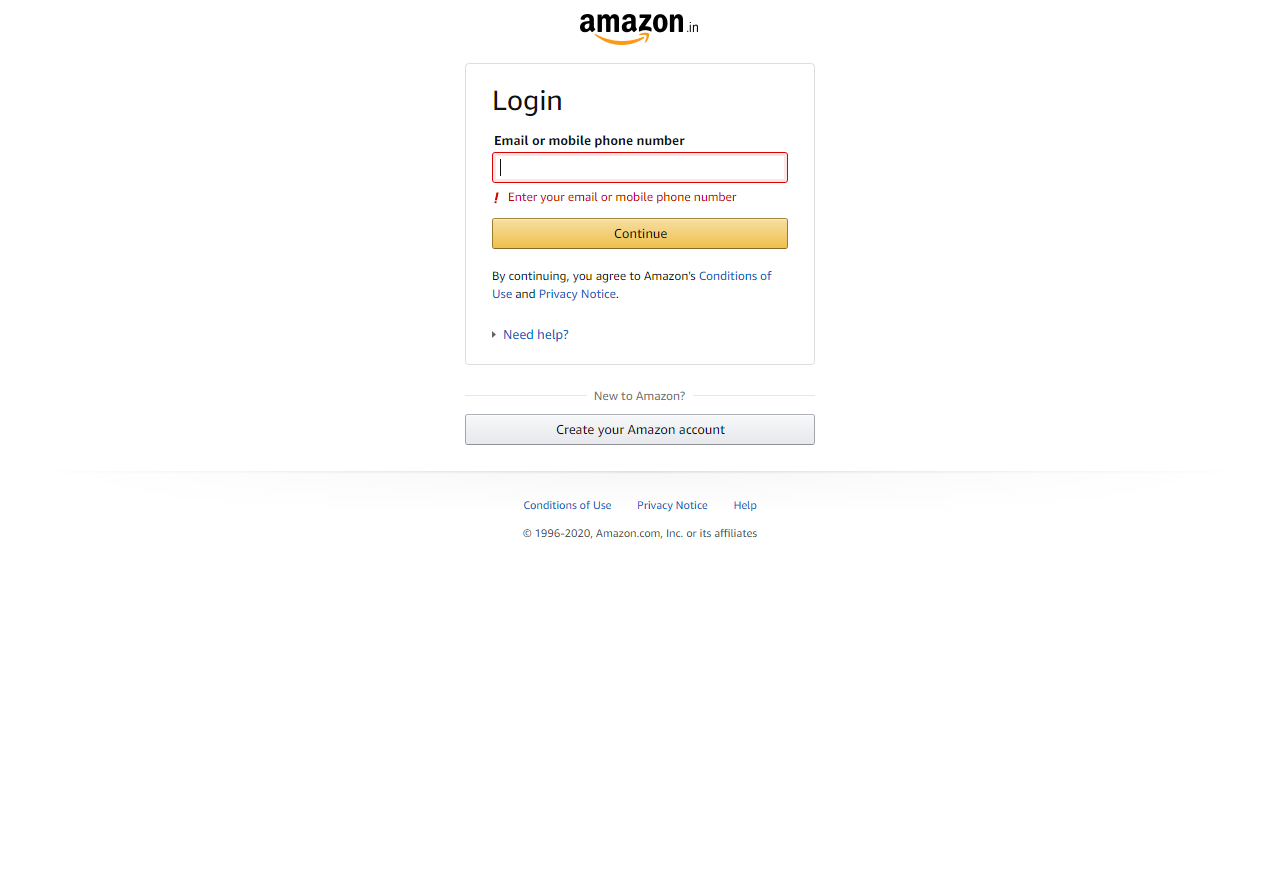 amazon.in
Login
Email or mobile phone number
! Enter your email or mobile phone number
Continue
By continuing, you agree to Amazon's Conditions of
Use and Privacy Notice.
Need help?
New to Amazon?
Create your Amazon account
Conditions of Use Privacy Notice Help
© 1996-2020, Amazon.com, Inc. or its affiliates